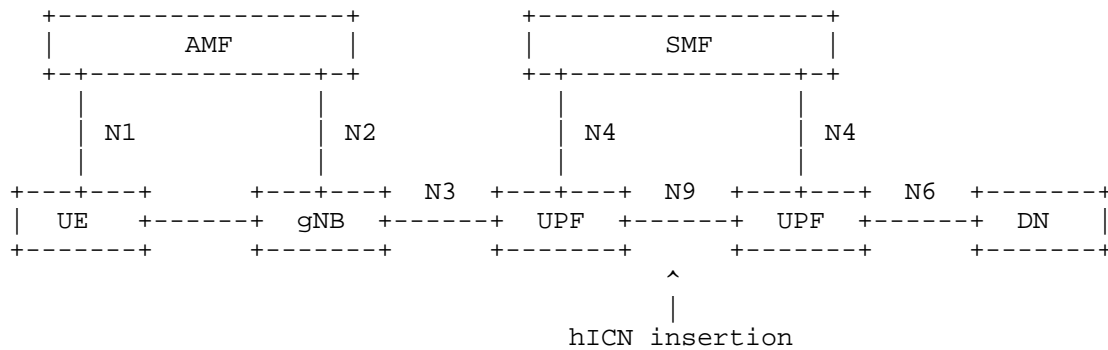 AMF SMF
N1 N2 N4 N4
N3 N9 N6
UE gNB UPF UPF DN
hICN insertion